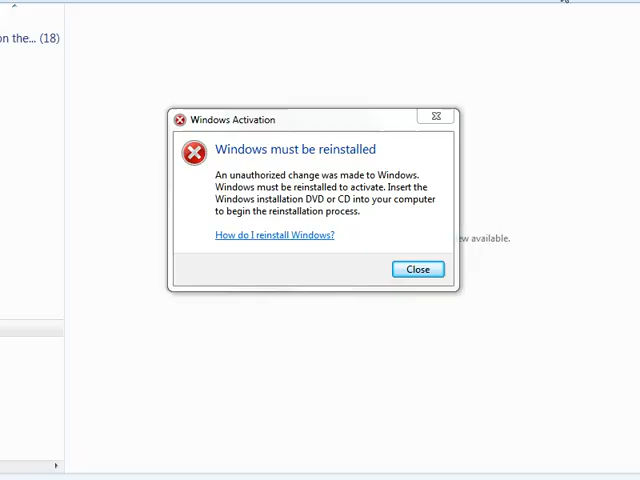 on the... (18)
Windows Activation
Windows must be reinstalled
An unauthorized change was made to Windows.
Windows must be reinstalled to activate. Insert the
Windows installation DVD or CD into your computer
to begin the reinstallation process.
How do I reinstall Windows?
available.
Close